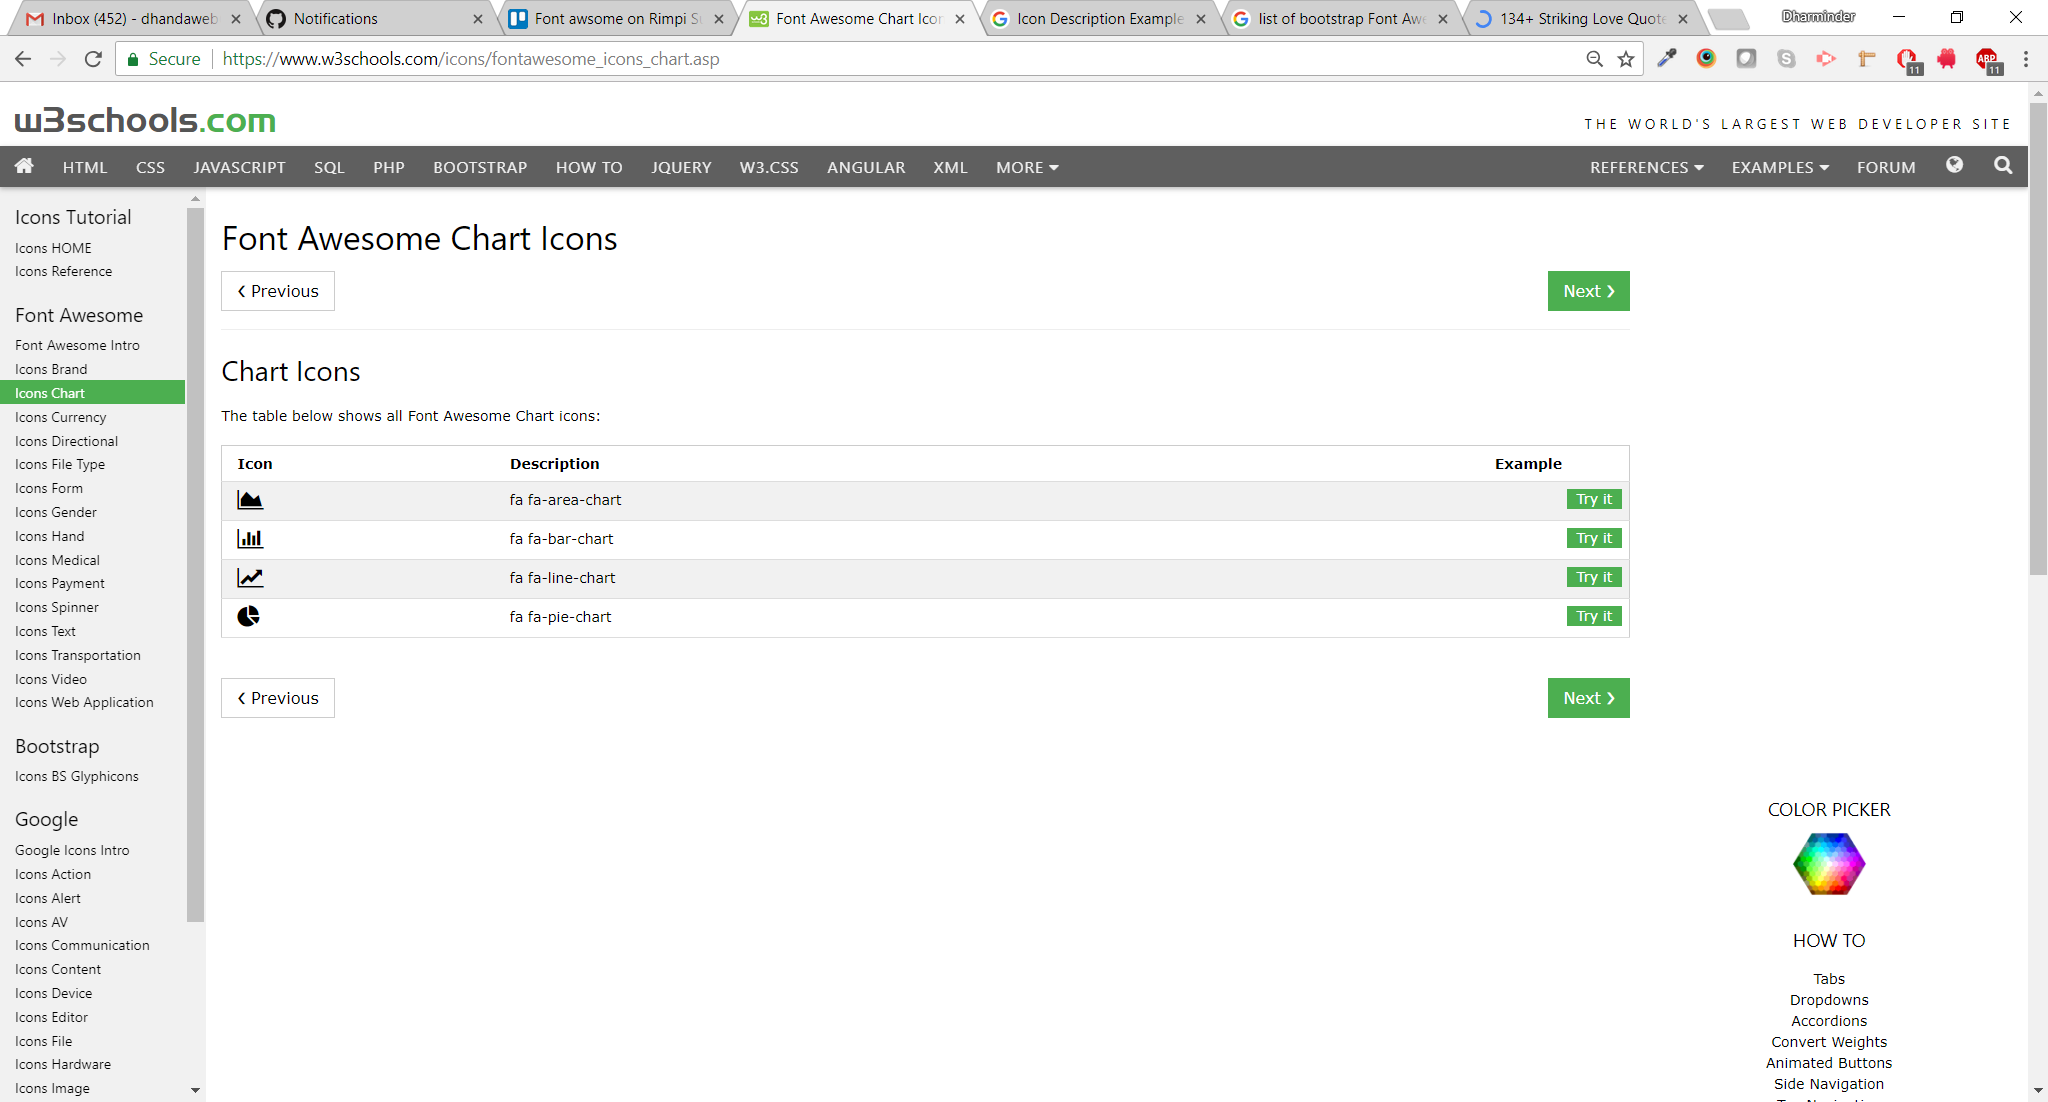 Inbox (452) - dhandaweb
Notifications
Font awsome on Rimpi S
Font Awesome Chart Icon
Icon Description Example
list of bootstrap Font Awe
134+ Striking Love Quote
Dharminder
Secure https://www.w3schools.com/icons/fontawesome_icons_chart.asp
11
ABP
11
w3schools.com
THE WORLD'S LARGEST WEB DEVELOPER SITE
HTML CSS JAVASCRIPT SQL PHP BOOTSTRAP HOW TO JQUERY W3.CSS ANGULAR XML MORE REFERENCES EXAMPLES FORUM
Icons Tutorial
Icons HOME
Icons Reference
Font Awesome
Font Awesome Intro
Icons Brand
Icons Chart
Icons Currency
Icons Directional
Icons File Type
Icons Form
Icons Gender
Icons Hand
Icons Medical
Icons Payment
Icons Spinner
Icons Text
Icons Transportation
Icons Video
Icons Web Application
Bootstrap
Icons BS Glyphicons
Google
Google Icons Intro
Icons Action
Icons Alert
Icons AV
Icons Communication
Icons Content
Icons Device
Icons Editor
Icons File
Icons Hardware
Icons Image
Font Awesome Chart Icons
❮ Previous
Next ❯
Chart Icons
The table below shows all Font Awesome Chart icons:
Icon Description Example
fa fa-area-chart Try it
fa fa-bar-chart Try it
fa fa-line-chart Try it
fa fa-pie-chart Try it
❮ Previous
Next ❯
COLOR PICKER
HOW TO
Tabs
Dropdowns
Accordions
Convert Weights
Animated Buttons
Side Navigation